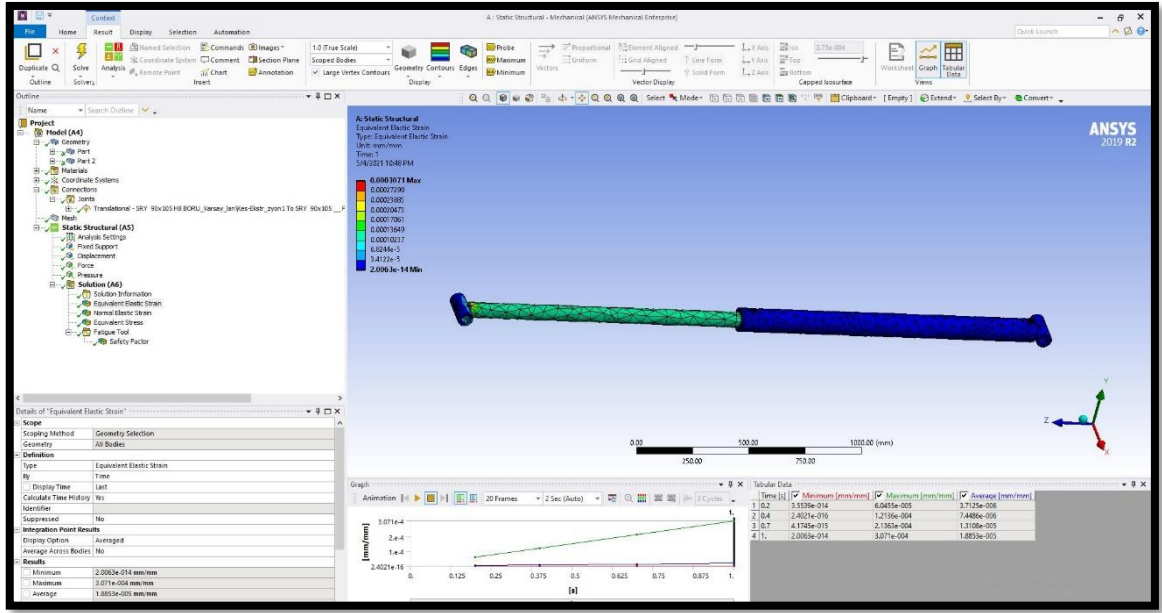 A : Static Structural - Mechanical [ANSYS Mechanical Enterprise]
Context
File Home Result Display Selection Automation
Quick Launch
Duplicate Q
Outline
Solve
Solver
Analysis
Named Selection Commands Images
Coordinate System Comment Section Plane
Remote Point Chart Annotation
Insert
1.0 (True Scale)
Scoped Bodies
Large Vertex Contours
Geometry Contours Edges
Display
Probe
Maximum
Minimum
Vectors
Proportional Element Aligned X Axis Iso 2.73e-004
Uniform Grid Aligned Line Form Y Axis Top
Solid Form Z Axis Bottom
Vector Display
Capped Isosurface
Worksheet Graph Tabular Data
Views
Outline
Name Search Outline
Select Mode Clipboard [Empty] Extend Select By Convert
Project
Model (A4)
Geometry
Part
Part 2
Materials
Coordinate Systems
Connections
Joints
Mesh
Static Structural (A5)
Analysis Settings
Fixed Support
Displacement
Force
Pressure
Solution (A6)
Solution Information
Equivalent Elastic Strain
Normal Elastic Strain
Equivalent Stress
Fatigue Tool
Safety Factor
A: Static Structural
Equivalent Elastic Strain
Type: Equivalent Elastic Strain
Unit: mm/mm
Time: 1
5/4/2021 10:48 PM
0.0003071 Max
0.00027298
0.00023885
0.00020473
0.00017061
0.00013649
0.00010237
6.8244e-5
3.4122e-5
2.0063e-14 Min
ANSYS
2019 R2
Y
Z
X
0.00 500.00 1000.00 (mm)
250.00 750.00
Details of "Equivalent Elastic Strain"
Scope
Scoping Method Geometry Selection
Geometry All Bodies
Definition
Type Equivalent Elastic Strain
By Time
Display Time Last
Calculate Time History Yes
Identifier
Suppressed No
Integration Point Results
Display Option Averaged
Average Across Bodies No
Results
Minimum 2.0063e-014 mm/mm
Maximum 3.071e-004 mm/mm
Average 1.8853e-005 mm/mm
Graph
Animation 20 Frames 2 Sec (Auto) 3 Cycles
1.
3.071e-4
2.e-4
1.e-4
2.4021e-16
[mm/mm]
0. 0.125 0.25 0.375 0.5 0.625 0.75 0.875 1.
[s]
Tabular Data
Time [s] Minimum [mm/mm] Maximum [mm/mm] Average [mm/mm]
1 0.2 3.5539e-014 6.0455e-005 3.7125e-006
2 0.4 2.4021e-016 1.2136e-004 7.4486e-006
3 0.7 4.1745e-015 2.1363e-004 1.3108e-005
4 1. 2.0063e-014 3.071e-004 1.8853e-005